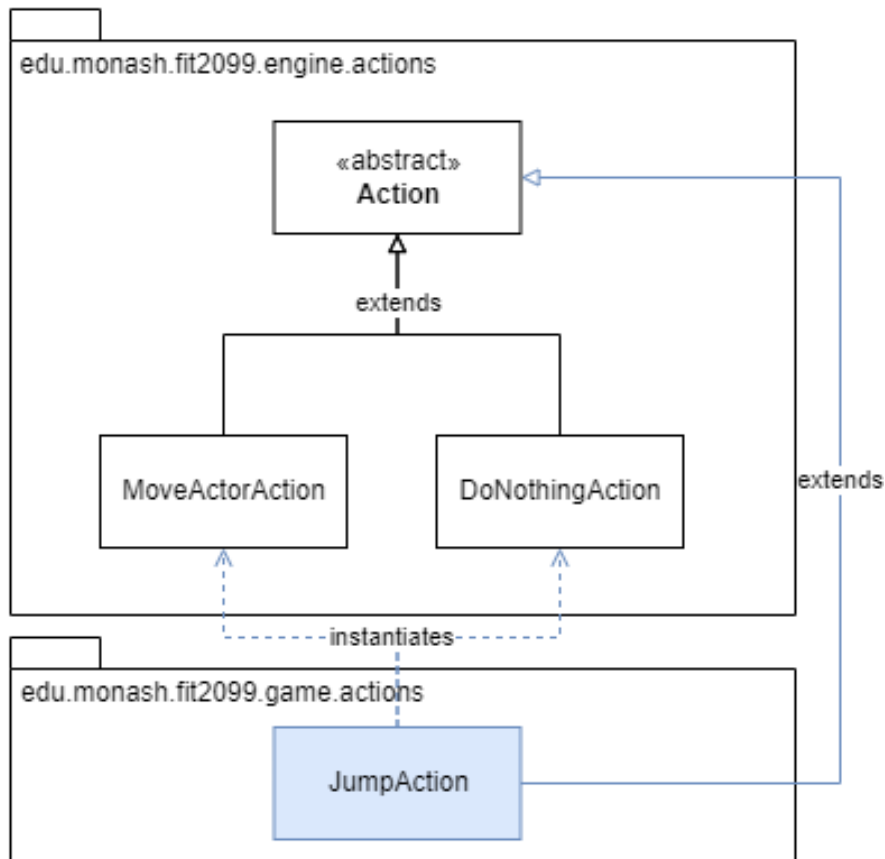 edu.monash.fit2099.engine.actions
«abstract»
Action
extends
MoveActorAction
DoNothingAction
extends
instantiates
edu.monash.fit2099.game.actions
JumpAction